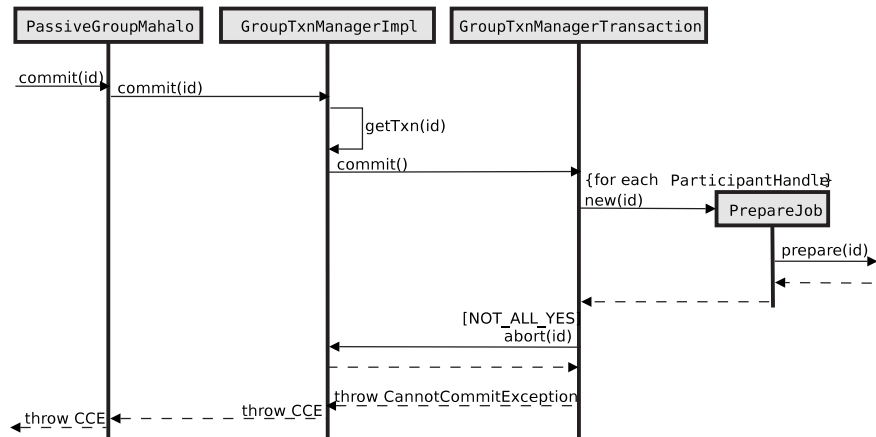 PassiveGroupMahalo
GroupTxnManagerImpl
GroupTxnManagerTransaction
commit(id)
commit(id)
getTxn(id)
commit()
{for each ParticipantHandle}
new(id)
PrepareJob
prepare(id)
[NOT_ALL_YES]
abort(id)
throw CannotCommitException
throw CCE
throw CCE